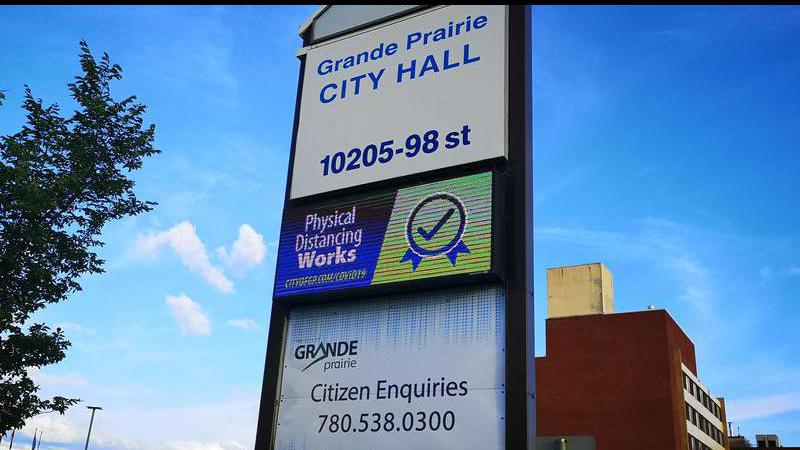 Grande Prairie
CITY HALL
10205-98 st
Physical
Distancing
Works
CITYOFGP.COM/COVID19
GRANDE
prairie
Citizen Enquiries
780.538.0300